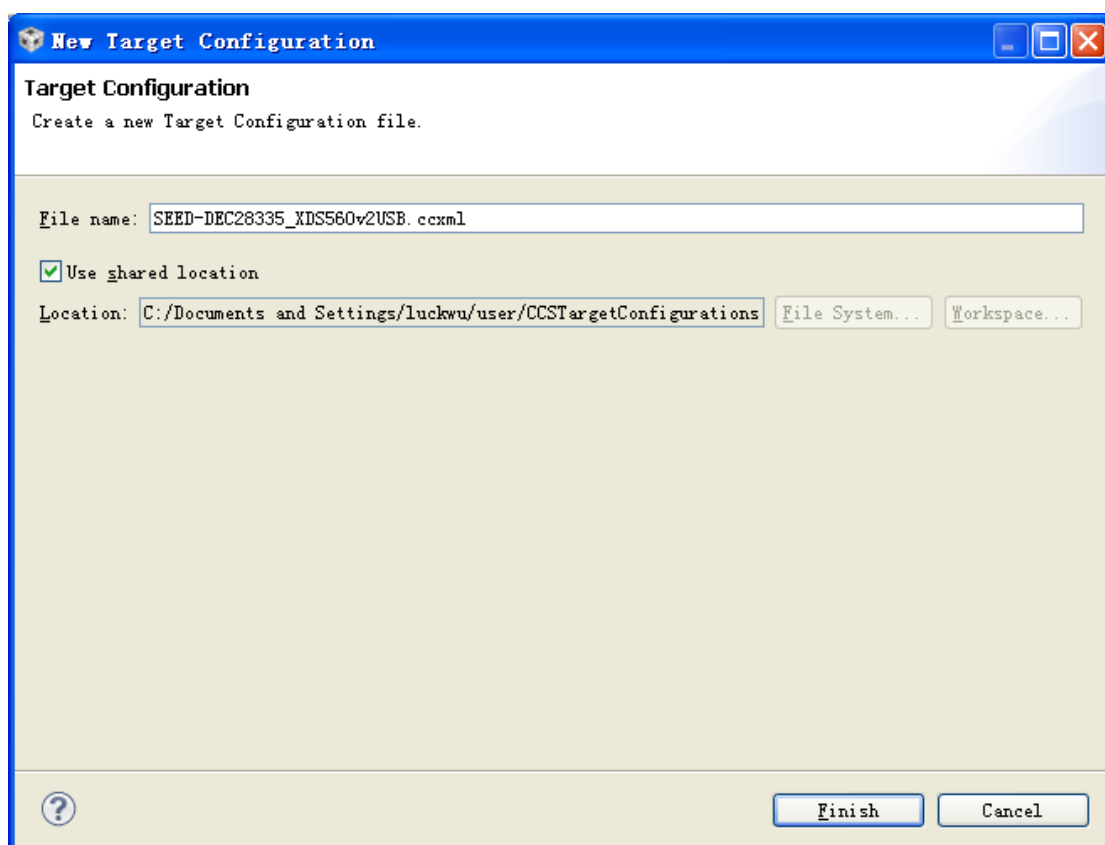 New Target Configuration
Target Configuration
Create a new Target Configuration file.
File name: SEED-DEC28335_XDS560v2USB.ccxml
Use shared location
Location: C:/Documents and Settings/luckwu/user/CCSTargetConfigurations File System... Workspace...
?
Finish Cancel